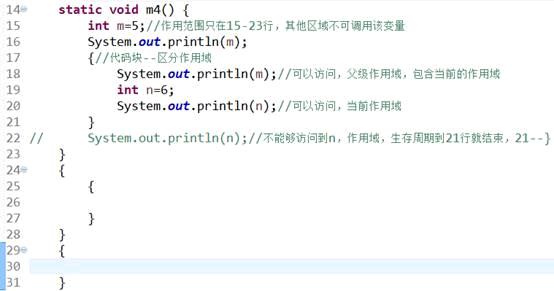 14 static void m4() {
15 int m=5;//作用范围只在15-23行，其他区域不可调用该变量
16 System.out.println(m);
17 {//代码块--区分作用域
18 System.out.println(m);//可以访问，父级作用域，包含当前的作用域
19 int n=6;
20 System.out.println(n);//可以访问，当前作用域
21 }
22 // System.out.println(n);//不能够访问到n，作用域，生存周期到21行就结束，21--}
23 }
24 {
25 {
26
27 }
28 }
29 {
30
31 }